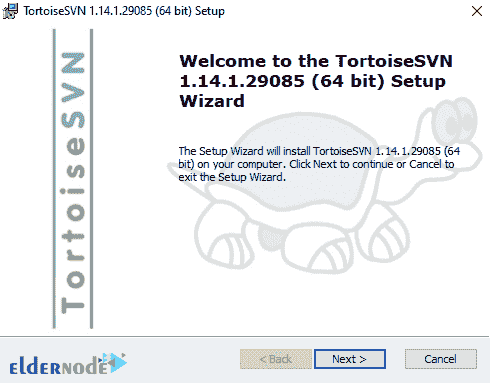 TortoiseSVN 1.14.1.29085 (64 bit) Setup
TortoiseSVN
Welcome to the TortoiseSVN
1.14.1.29085 (64 bit) Setup
Wizard
The Setup Wizard will install TortoiseSVN 1.14.1.29085 (64
bit) on your computer. Click Next to continue or Cancel to
exit the Setup Wizard.
ELDERNODE
< Back
Next >
Cancel